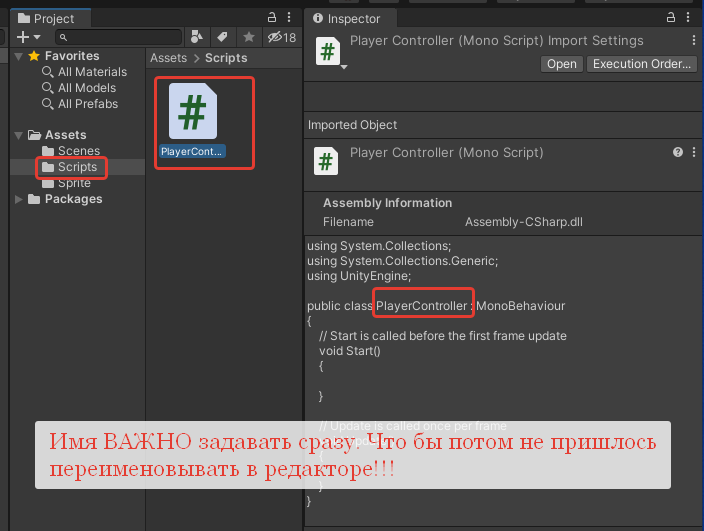 Project
18
Favorites
All Materials
All Models
All Prefabs
Assets
Scenes
Scripts
Sprite
Packages
Assets > Scripts
#
PlayerCont...
Inspector
#
Player Controller (Mono Script) Import Settings
Open
Execution Order...
Imported Object
#
Player Controller (Mono Script)
Assembly Information
Filename Assembly-CSharp.dll
using System.Collections;
using System.Collections.Generic;
using UnityEngine;
public class PlayerController : MonoBehaviour
{
// Start is called before the first frame update
void Start()
{
}
// Update is called once per frame
}
}
Имя ВАЖНО задавать сразу. Что бы потом не пришлось
переименовывать в редакторе!!!